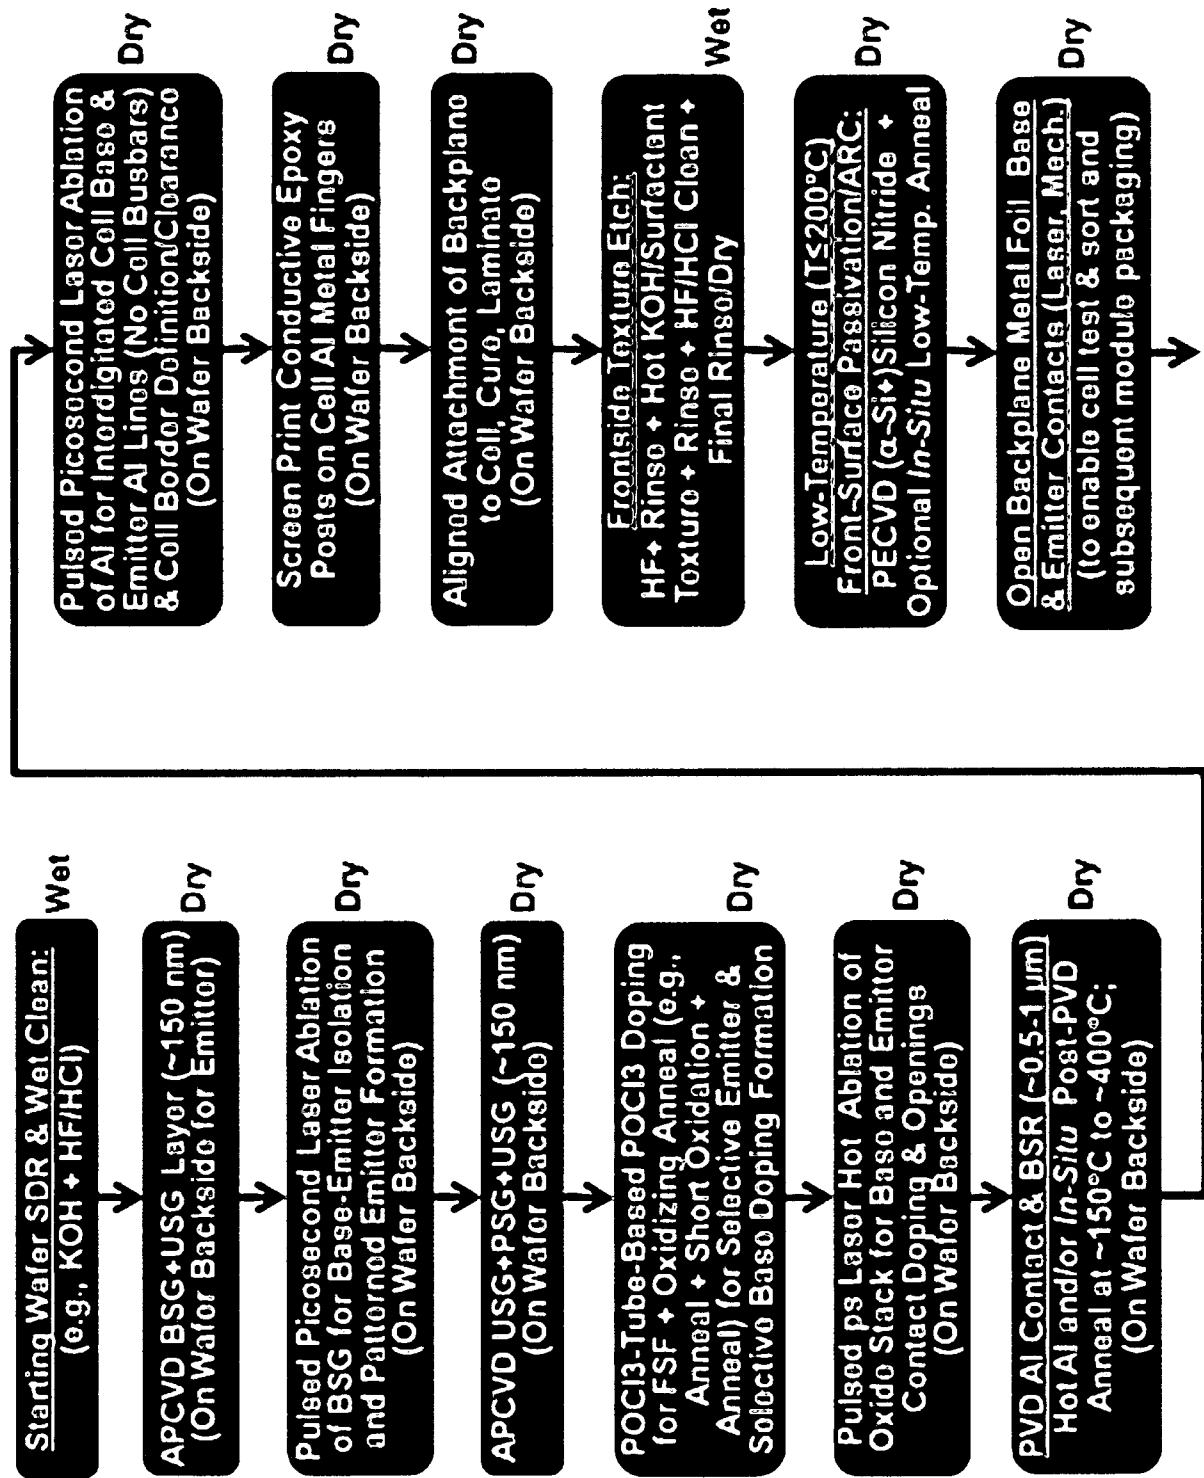 Starting Wafer SDR & Wet Clean:
(e.g., KOH + HF/HCl)
Wet
APCVD BSG+USG Layer (~150 nm)
(On Wafer Backside for Emitter)
Dry
Pulsed Picosecond Laser Ablation
of BSG for Base-Emitter Isolation
and Patterned Emitter Formation
(On Wafer Backside)
Dry
APCVD USG+PSG+USG (~150 nm)
(On Wafer Backside)
Dry
POCl3-Tube-Based POCl3 Doping
for FSF + Oxidizing Anneal (e.g.,
Anneal + Short Oxidation +
Anneal) for Selective Emitter &
Selective Base Doping Formation
Dry
Pulsed ps Laser Hot Ablation of
Oxide Stack for Base and Emitter
Contact Doping & Openings
(On Wafer Backside)
Dry
PVD Al Contact & BSR (~0.5-1 µm)
Hot Al and/or In-Situ Post-PVD
Anneal at ~150°C to ~400°C;
(On Wafer Backside)
Dry
Pulsed Picosecond Laser Ablation
of Al for Interdigitated Cell Base &
Emitter Al Lines (No Cell Busbars)
& Cell Border Definition/Clearance
(On Wafer Backside)
Dry
Screen Print Conductive Epoxy
Posts on Cell Al Metal Fingers
(On Wafer Backside)
Dry
Aligned Attachment of Backplane
to Cell, Cure, Laminate
(On Wafer Backside)
Dry
Frontside Texture Etch:
HF+ Rinse + Hot KOH/Surfactant
Texture + Rinse + HF/HCl Clean +
Final Rinse/Dry
Wet
Low-Temperature (T≤200°C)
Front-Surface Passivation/ARC:
PECVD (α-Si+)Silicon Nitride +
Optional In-Situ Low-Temp. Anneal
Dry
Open Backplane Metal Foil Base
& Emitter Contacts (Laser, Mech.)
(to enable cell test & sort and
subsequent module packaging)
Dry